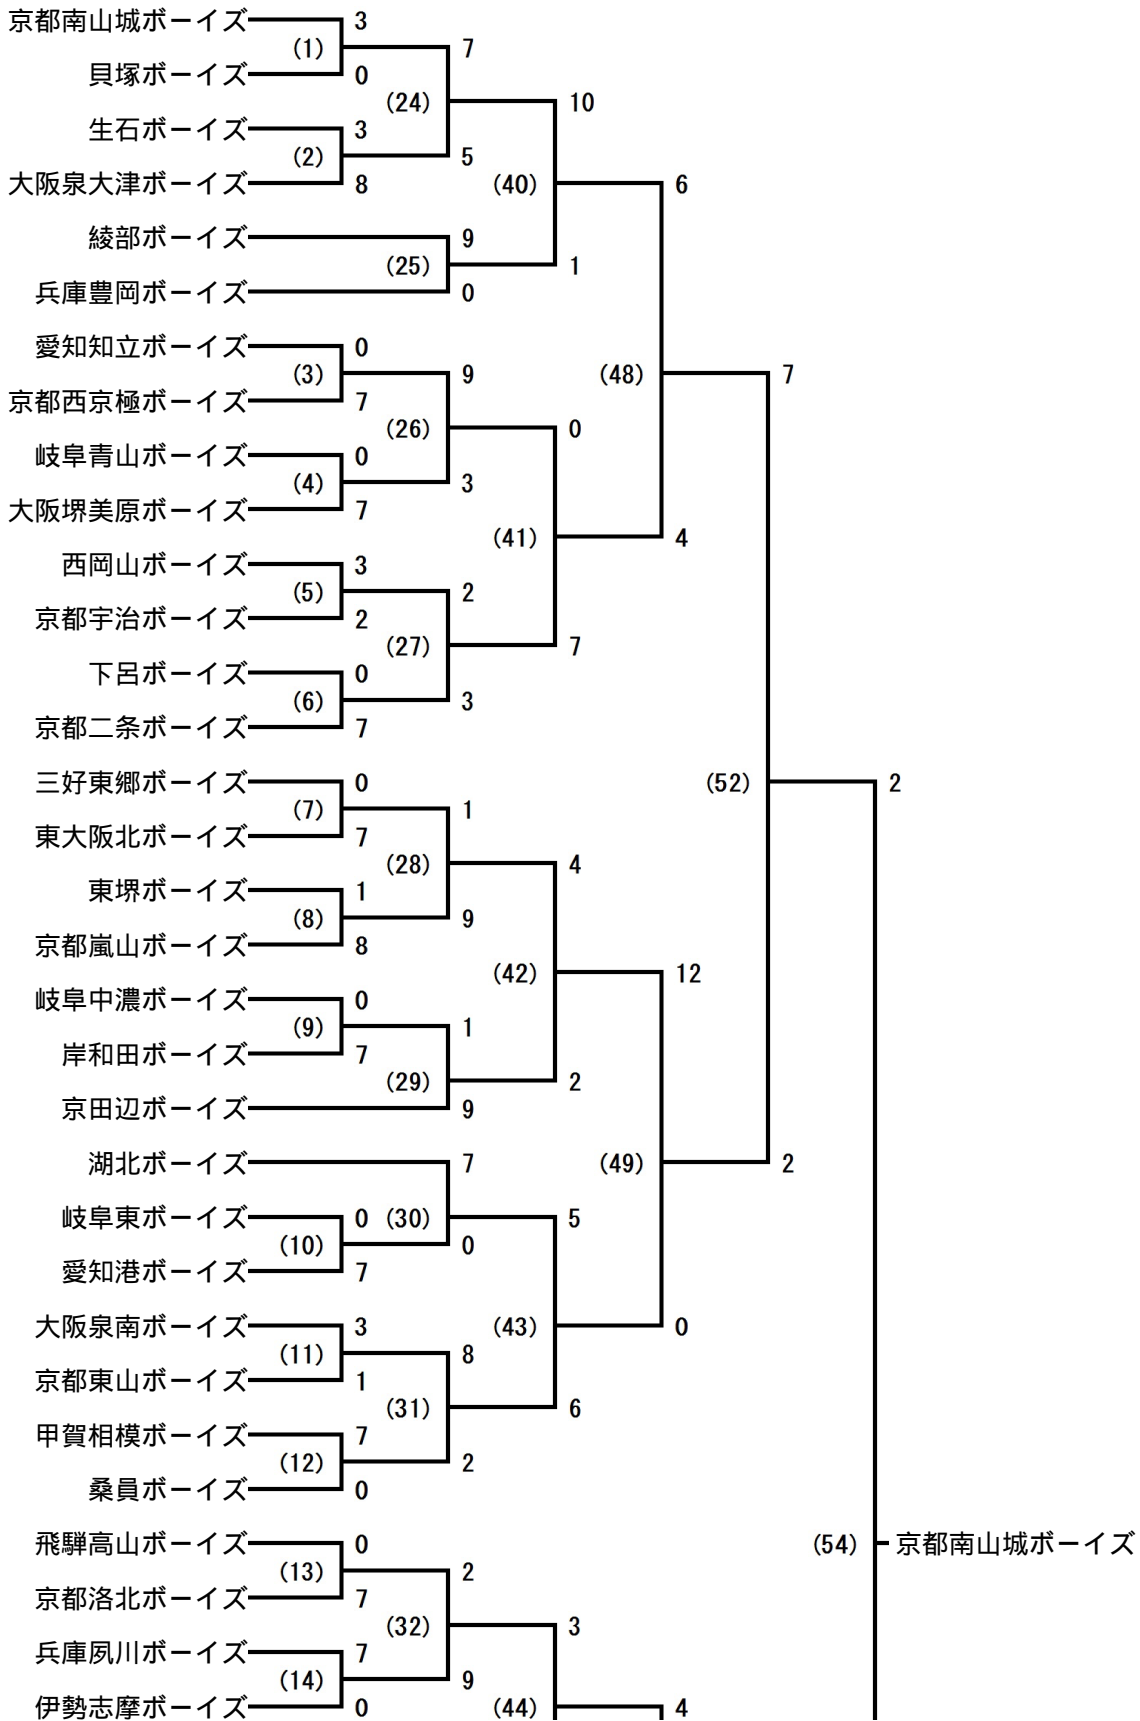 京都南山城ボーイズ 3
(1) 7
貝塚ボーイズ 0
(24) 10
生石ボーイズ 3
(2) 5
大阪泉大津ボーイズ 8 (40) 6
綾部ボーイズ 9
(25) 1
兵庫豊岡ボーイズ 0
愛知知立ボーイズ 0
(3) 9 (48) 7
京都西京極ボーイズ 7
(26) 0
岐阜青山ボーイズ 0
(4) 3
大阪堺美原ボーイズ 7
(41) 4
西岡山ボーイズ 3
(5) 2
京都宇治ボーイズ 2
(27) 7
下呂ボーイズ 0
(6) 3
京都二条ボーイズ 7
三好東郷ボーイズ 0 (52) 2
(7) 1
東大阪北ボーイズ 7
(28) 4
東堺ボーイズ 1
(8) 9
京都嵐山ボーイズ 8
(42) 12
岐阜中濃ボーイズ 0
(9) 1
岸和田ボーイズ 7
(29) 2
京田辺ボーイズ 9
湖北ボーイズ 7 (49) 2
岐阜東ボーイズ 0 (30) 5
(10) 0
愛知港ボーイズ 7
大阪泉南ボーイズ 3 (43) 0
(11) 8
京都東山ボーイズ 1
(31) 6
甲賀相模ボーイズ 7
(12) 2
桑員ボーイズ 0
飛騨高山ボーイズ 0 (54) 京都南山城ボーイズ
(13) 2
京都洛北ボーイズ 7
(32) 3
兵庫夙川ボーイズ 7
(14) 9
伊勢志摩ボーイズ 0 (44) 4